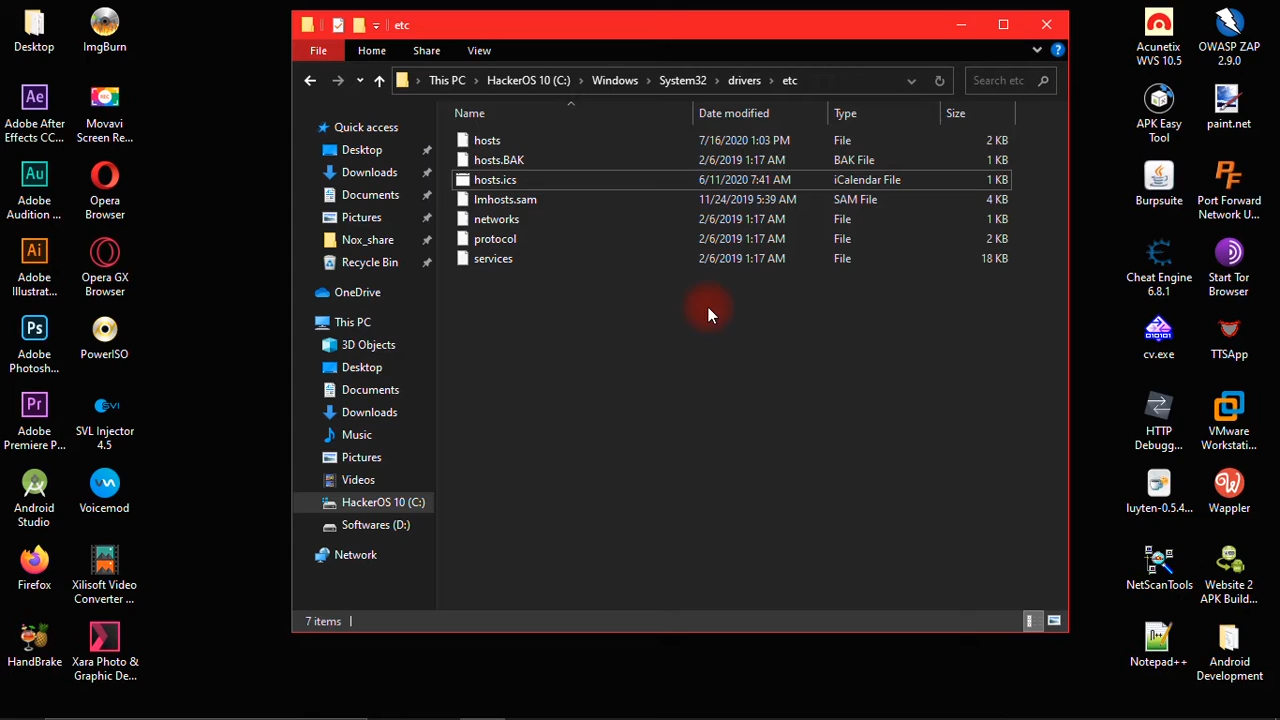 Desktop
ImgBurn
Adobe After
Effects CC...
Movavi
Screen Re...
Adobe
Audition ...
Opera
Browser
Adobe
Illustrat...
Opera GX
Browser
Adobe
Photosh...
PowerISO
Adobe
Premiere P...
SVL Injector
4.5
Android
Studio
Voicemod
Firefox
Xilisoft Video
Converter ...
HandBrake
Xara Photo &
Graphic De...
etc
File Home Share View
This PC HackerOS 10 (C:) Windows System32 drivers etc
Search etc
Quick access
Desktop
Downloads
Documents
Pictures
Nox_share
Recycle Bin
OneDrive
This PC
3D Objects
Desktop
Documents
Downloads
Music
Pictures
Videos
HackerOS 10 (C:)
Softwares (D:)
Network
Name Date modified Type Size
hosts 7/16/2020 1:03 PM File 2 KB
hosts.BAK 2/6/2019 1:17 AM BAK File 1 KB
hosts.ics 6/11/2020 7:41 AM iCalendar File 1 KB
lmhosts.sam 11/24/2019 5:39 AM SAM File 4 KB
networks 2/6/2019 1:17 AM File 1 KB
protocol 2/6/2019 1:17 AM File 2 KB
services 2/6/2019 1:17 AM File 18 KB
7 items
Acunetix
WVS 10.5
OWASP ZAP
2.9.0
APK Easy
Tool
paint.net
Burpsuite
Port Forward
Network U...
Cheat Engine
6.8.1
Start Tor
Browser
cv.exe
TTSApp
HTTP
Debugg...
VMware
Workstati...
luyten-0.5.4...
Wappler
NetScanTools
Website 2
APK Build...
Notepad++
Android
Development